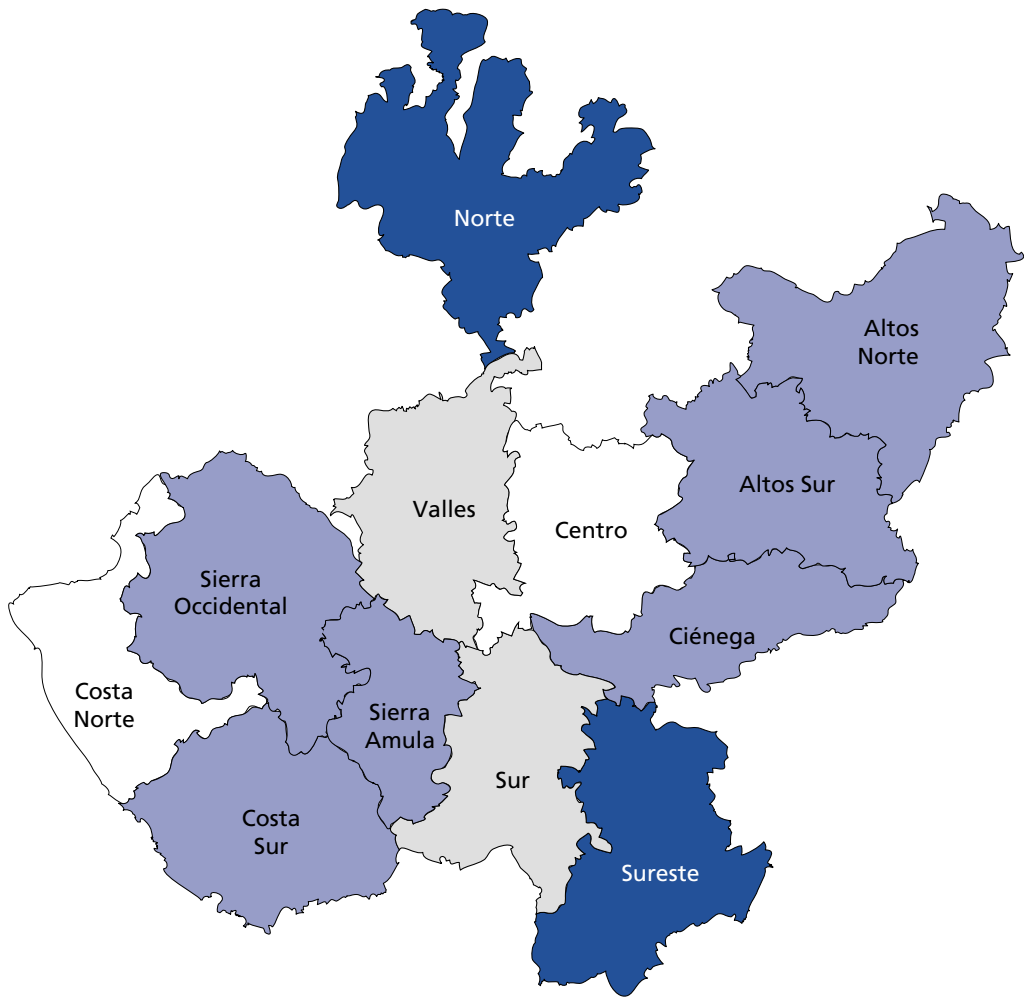 Norte
Altos
Norte
Altos Sur
Valles
Centro
Sierra
Occidental
Ciénega
Costa
Norte
Sierra
Amula
Sur
Costa
Sur
Sureste